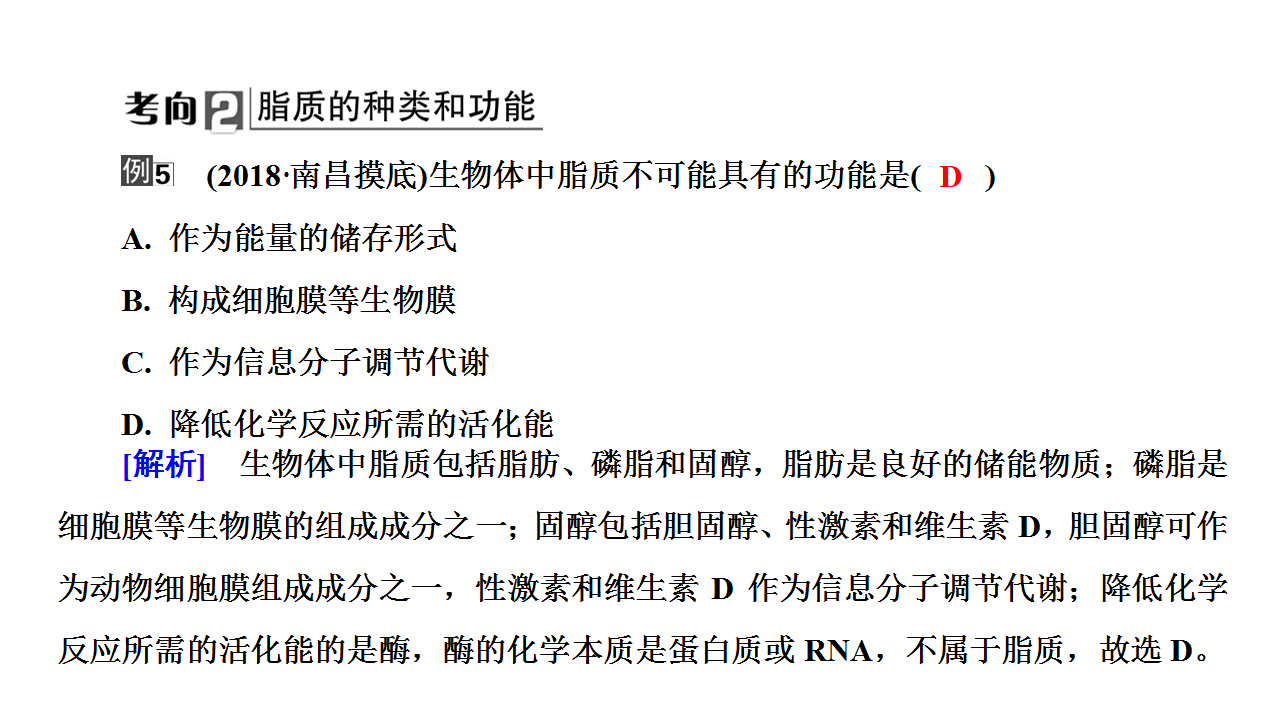 考向2 脂质的种类和功能
例5 (2018·南昌摸底)生物体中脂质不可能具有的功能是( D )
A. 作为能量的储存形式
B. 构成细胞膜等生物膜
C. 作为信息分子调节代谢
D. 降低化学反应所需的活化能
[解析] 生物体中脂质包括脂肪、磷脂和固醇，脂肪是良好的储能物质；磷脂是
细胞膜等生物膜的组成成分之一；固醇包括胆固醇、性激素和维生素 D，胆固醇可作
为动物细胞膜组成成分之一，性激素和维生素 D 作为信息分子调节代谢；降低化学
反应所需的活化能的是酶，酶的化学本质是蛋白质或 RNA，不属于脂质，故选 D。